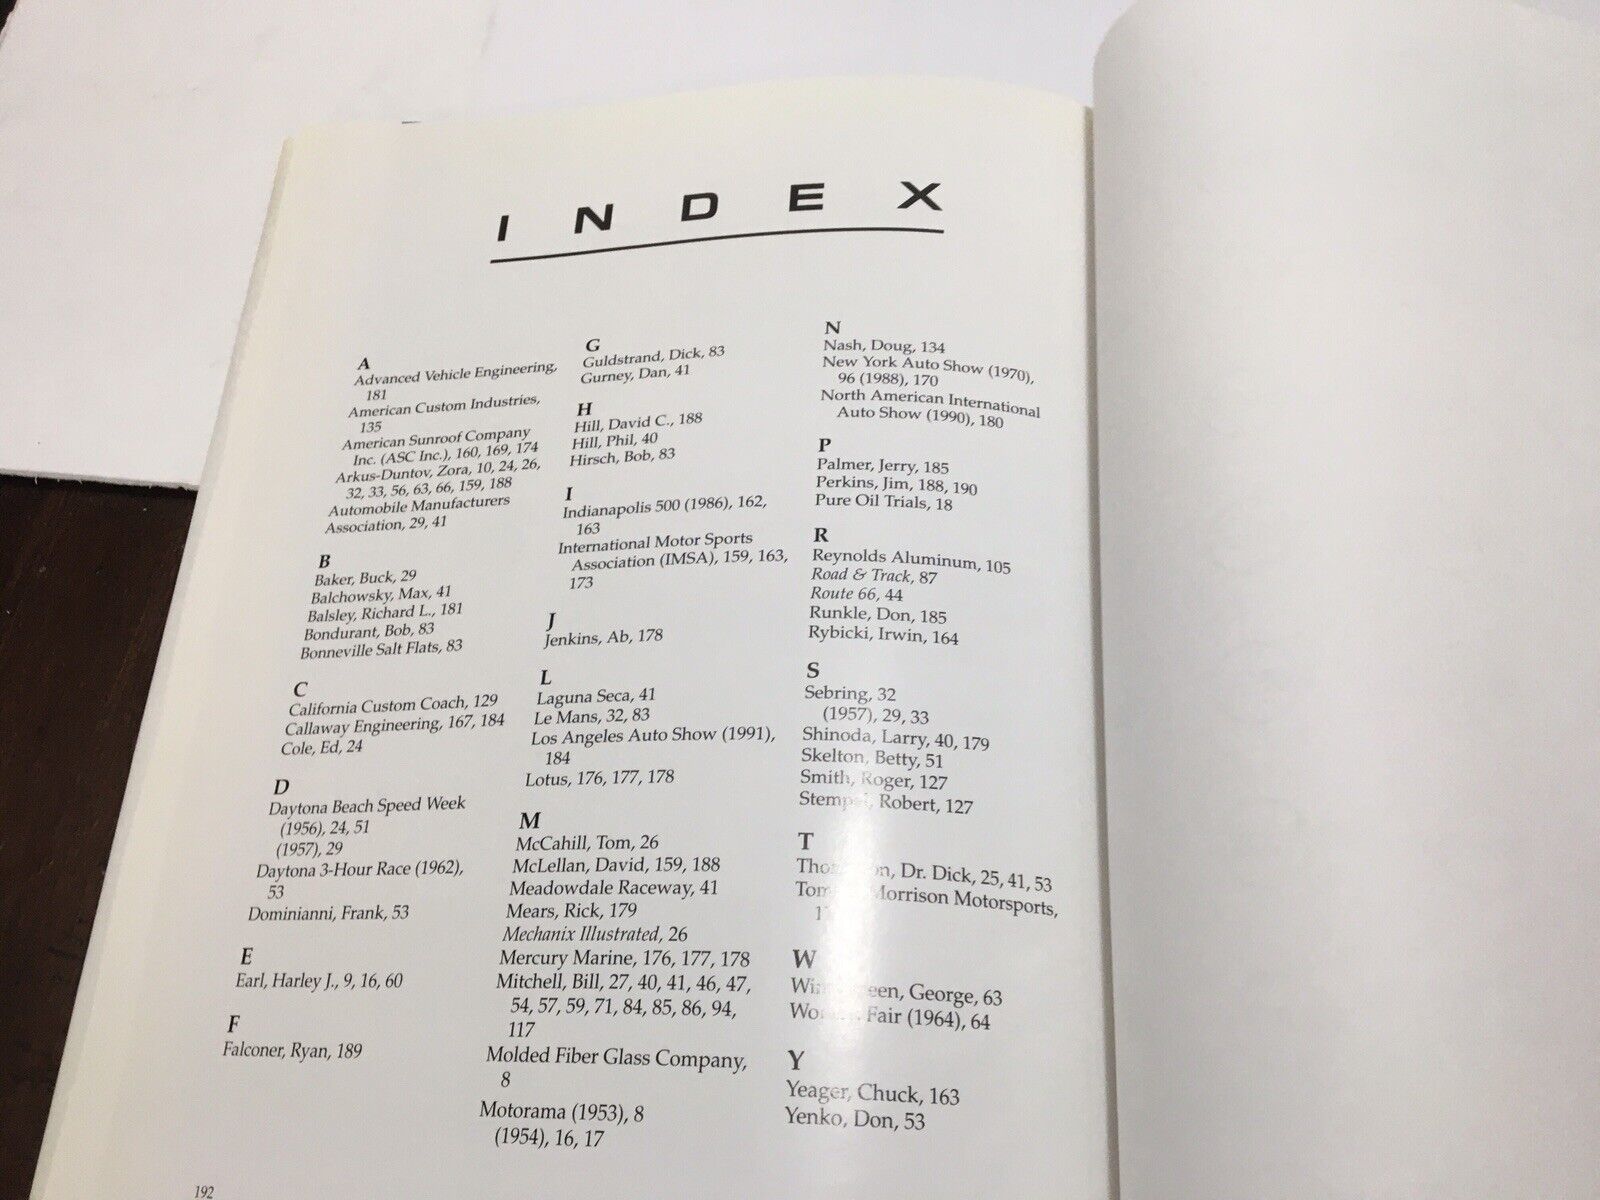 INDEX
A
Advanced Vehicle Engineering,
181
American Custom Industries,
135
American Sunroof Company
Inc. (ASC Inc.), 160, 169, 174
Arkus-Duntov, Zora, 10, 24, 26,
32, 33, 56, 63, 66, 159, 188
Automobile Manufacturers
Association, 29, 41
B
Baker, Buck, 29
Balchowsky, Max, 41
Balsley, Richard L., 181
Bondurant, Bob, 83
Bonneville Salt Flats, 83
C
California Custom Coach, 129
Callaway Engineering, 167, 184
Cole, Ed, 24
D
Daytona Beach Speed Week
(1956), 24, 51
(1957), 29
Daytona 3-Hour Race (1962),
53
Dominianni, Frank, 53
E
Earl, Harley J., 9, 16, 60
F
Falconer, Ryan, 189
G
Guldstrand, Dick, 83
Gurney, Dan, 41
H
Hill, David C., 188
Hill, Phil, 40
Hirsch, Bob, 83
I
Indianapolis 500 (1986), 162,
163
International Motor Sports
Association (IMSA), 159, 163,
173
J
Jenkins, Ab, 178
L
Laguna Seca, 41
Le Mans, 32, 83
Los Angeles Auto Show (1991),
184
Lotus, 176, 177, 178
M
McCahill, Tom, 26
McLellan, David, 159, 188
Meadowdale Raceway, 41
Mears, Rick, 179
Mechanix Illustrated, 26
Mercury Marine, 176, 177, 178
Mitchell, Bill, 27, 40, 41, 46, 47,
54, 57, 59, 71, 84, 85, 86, 94,
117
Molded Fiber Glass Company,
8
Motorama (1953), 8
(1954), 16, 17
N
Nash, Doug, 134
New York Auto Show (1970),
96 (1988), 170
North American International
Auto Show (1990), 180
P
Palmer, Jerry, 185
Perkins, Jim, 188, 190
Pure Oil Trials, 18
R
Reynolds Aluminum, 105
Road & Track, 87
Route 66, 44
Runkle, Don, 185
Rybicki, Irwin, 164
S
Sebring, 32
(1957), 29, 33
Shinoda, Larry, 40, 179
Skelton, Betty, 51
Smith, Roger, 127
Stempel, Robert, 127
T
Dr. Dick, 25, 41, 53
Morrison Motorsports,
W
George, 63
Fair (1964), 64
Y
Yeager, Chuck, 163
Yenko, Don, 53
192